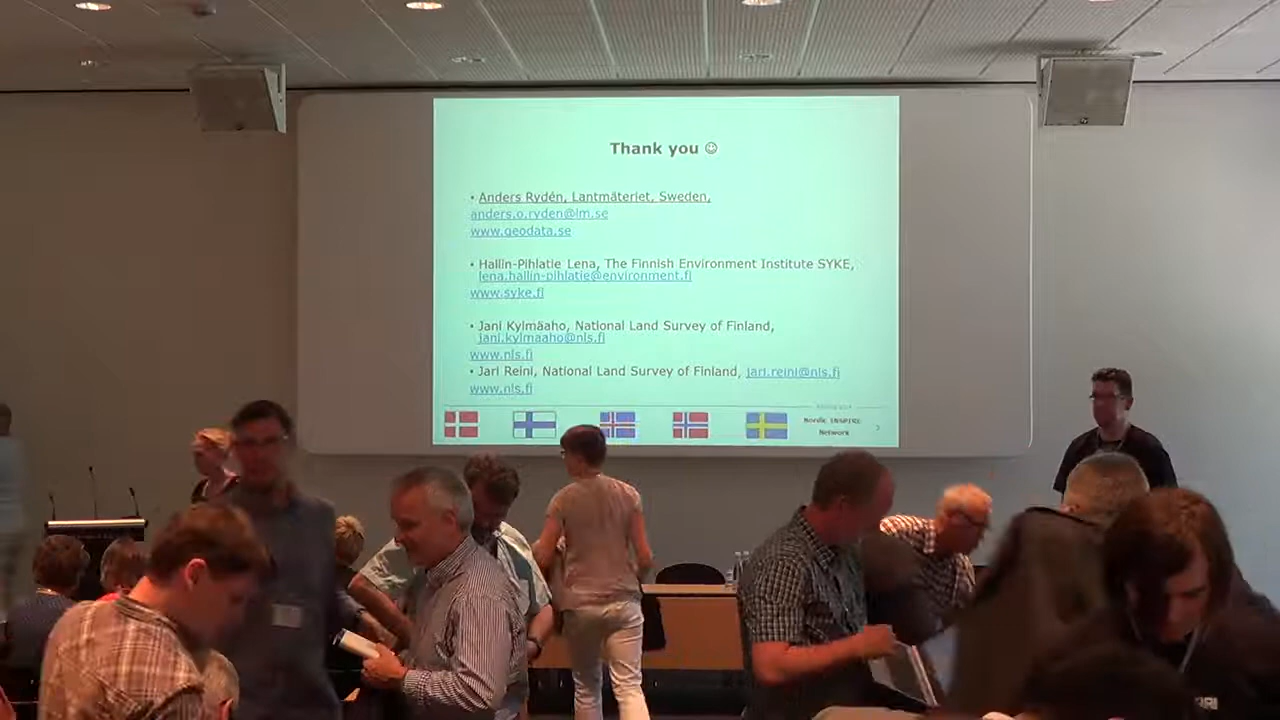 Thank you ☺
• Anders Rydén, Lantmäteriet, Sweden,
anders.o.ryden@lm.se
www.geodata.se
• Hallin-Pihlatie Lena, The Finnish Environment Institute SYKE,
lena.hallin-pihlatie@environment.fi
www.syke.fi
• Jani Kylmäaho, National Land Survey of Finland,
jani.kylmaaho@nls.fi
www.nls.fi
• Jari Reini, National Land Survey of Finland, jari.reini@nls.fi
www.nls.fi
Nordic INSPIRE
Network